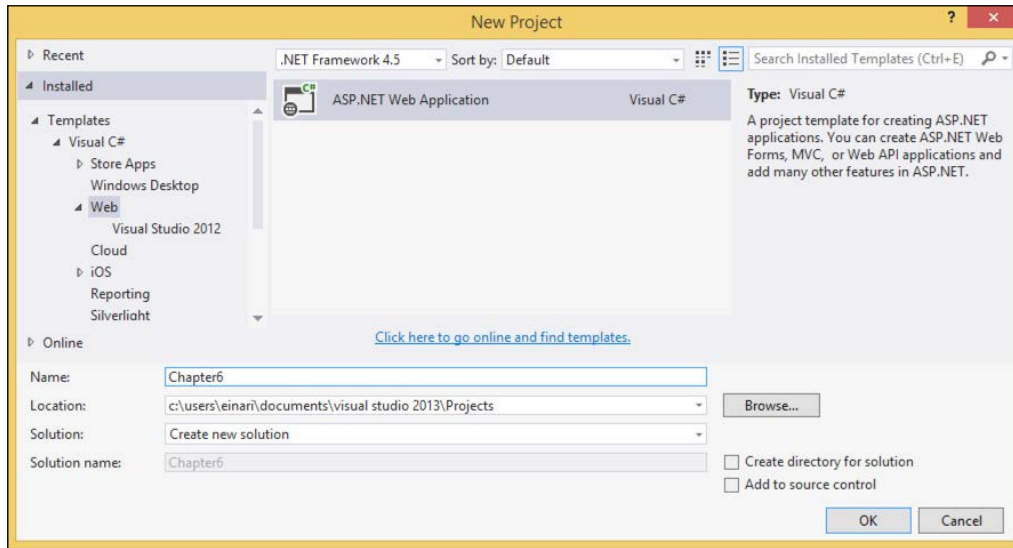 New Project
?
×
Recent
Installed
Templates
Visual C#
Store Apps
Windows Desktop
Web
Visual Studio 2012
Cloud
iOS
Reporting
Silverlight
Online
.NET Framework 4.5
Sort by: Default
Search Installed Templates (Ctrl+E)
C#
ASP.NET Web Application Visual C#
Click here to go online and find templates.
Type: Visual C#
A project template for creating ASP.NET
applications. You can create ASP.NET Web
Forms, MVC, or Web API applications and
add many other features in ASP.NET.
Name: Chapter6
Location: c:\users\einari\documents\visual studio 2013\Projects
Browse...
Solution: Create new solution
Solution name: Chapter6
Create directory for solution
Add to source control
OK Cancel